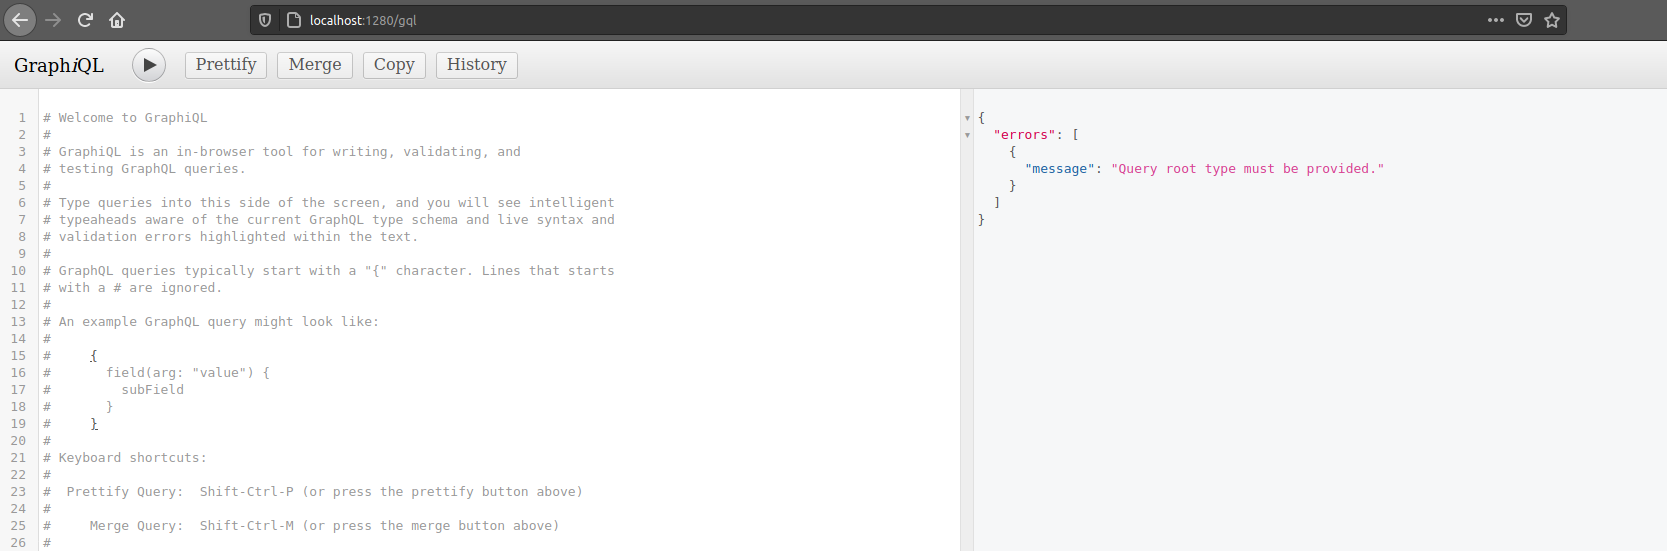 localhost:1280/gql
GraphiQL Prettify Merge Copy History
1 # Welcome to GraphiQL
2 #
3 # GraphiQL is an in-browser tool for writing, validating, and
4 # testing GraphQL queries.
5 #
6 # Type queries into this side of the screen, and you will see intelligent
7 # typeaheads aware of the current GraphQL type schema and live syntax and
8 # validation errors highlighted within the text.
9 #
10 # GraphQL queries typically start with a "{" character. Lines that starts
11 # with a # are ignored.
12 #
13 # An example GraphQL query might look like:
14 #
15 #     {
16 #       field(arg: "value") {
17 #         subField
18 #       }
19 #     }
20 #
21 # Keyboard shortcuts:
22 #
23 #  Prettify Query:  Shift-Ctrl-P (or press the prettify button above)
24 #
25 #     Merge Query:  Shift-Ctrl-M (or press the merge button above)
26 #
{
  "errors": [
    {
      "message": "Query root type must be provided."
    }
  ]
}